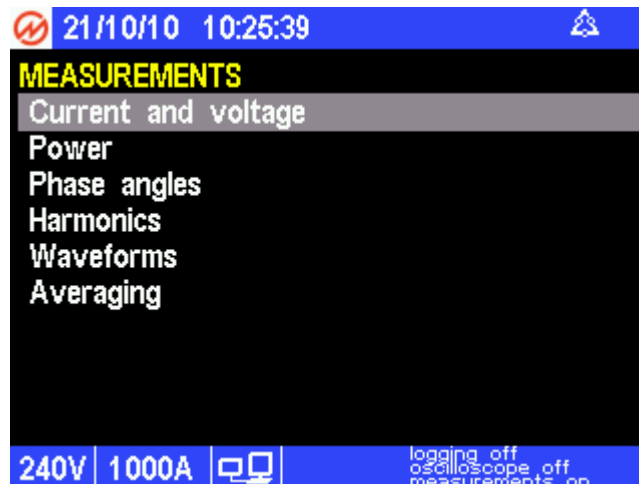 21/10/10 10:25:39
MEASUREMENTS
Current and voltage
Power
Phase angles
Harmonics
Waveforms
Averaging
240V 1000A
logging off
oscilloscope off
measurements on